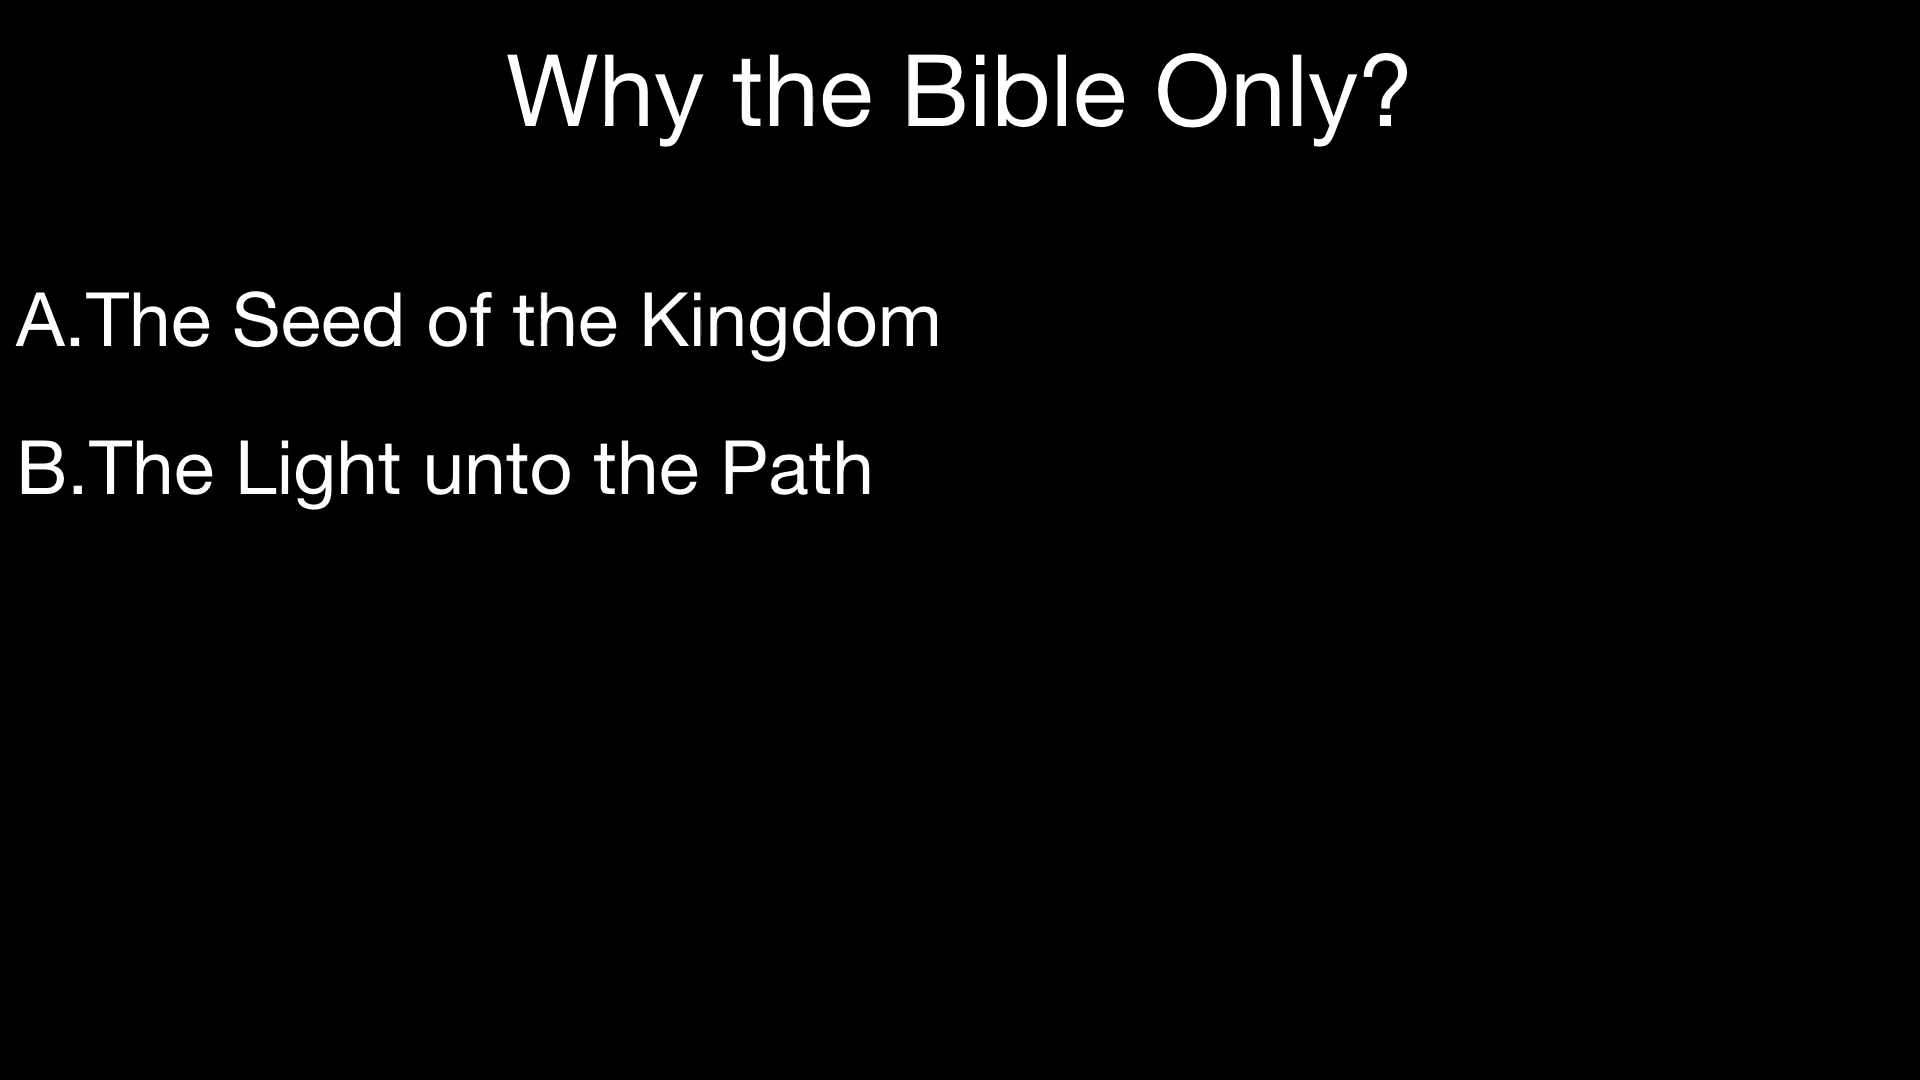 Why the Bible Only?
A.The Seed of the Kingdom
B.The Light unto the Path